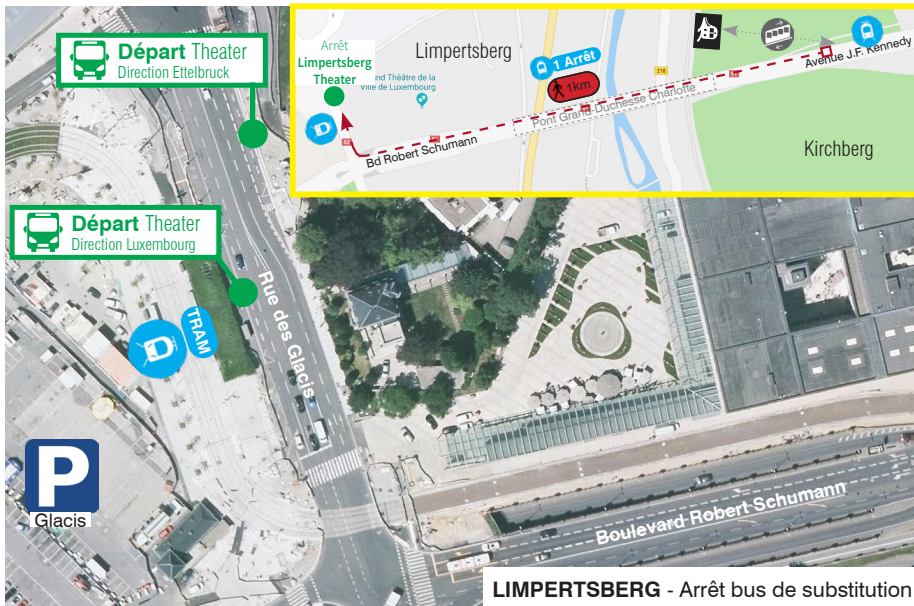 Départ Theater
Direction Ettelbruck
Départ Theater
Direction Luxembourg
TRAM
Rue des Glacis
P
Glacis
Boulevard Robert Schumann
LIMPERTSBERG - Arrêt bus de substitution
Arrêt
Limpertsberg
Theater
Limpertsberg
nd Théâtre de la
Ville de Luxembourg
1 Arrêt
1km
Pont Grand-Duchesse Charlotte
Bd Robert Schumann
Avenue J.F. Kennedy
Kirchberg